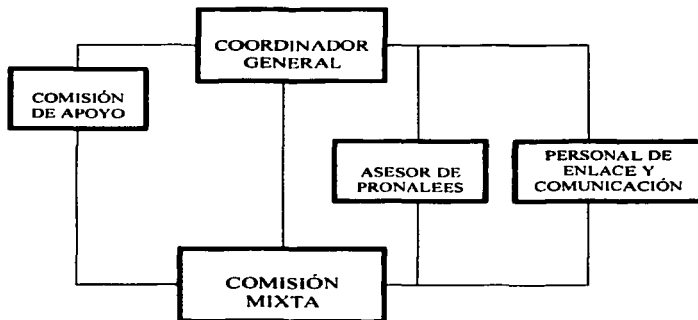 COORDINADOR
GENERAL
COMISIÓN
DE APOYO
ASESOR DE
PRONALEES
PERSONAL DE
ENLACE Y
COMUNICACIÓN
COMISIÓN
MIXTA